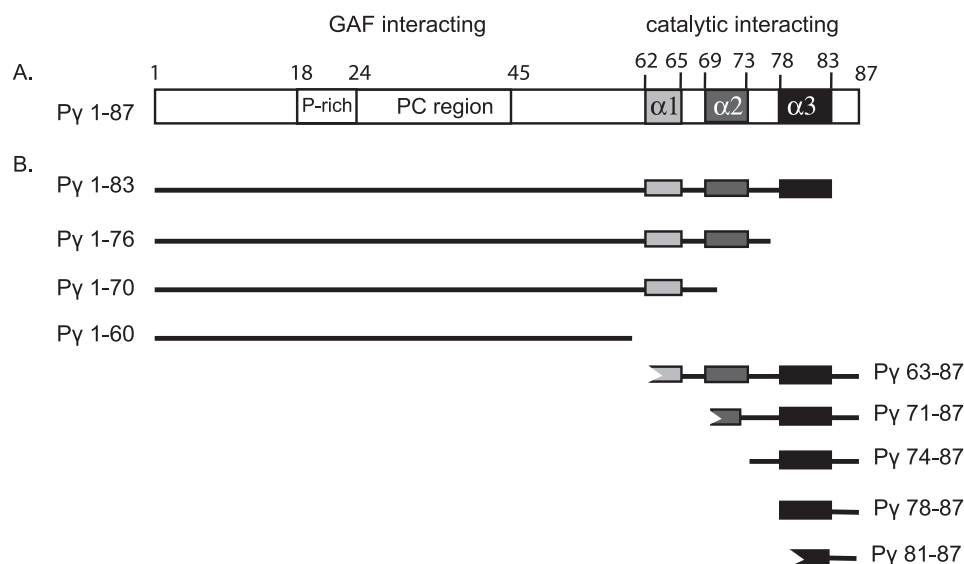 GAF interacting catalytic interacting
A. 1 18 24 45 62 65 69 73 78 83 87
Pγ 1-87 P-rich PC region α1 α2 α3
B.
Pγ 1-83
Pγ 1-76
Pγ 1-70
Pγ 1-60
Pγ 63-87
Pγ 71-87
Pγ 74-87
Pγ 78-87
Pγ 81-87